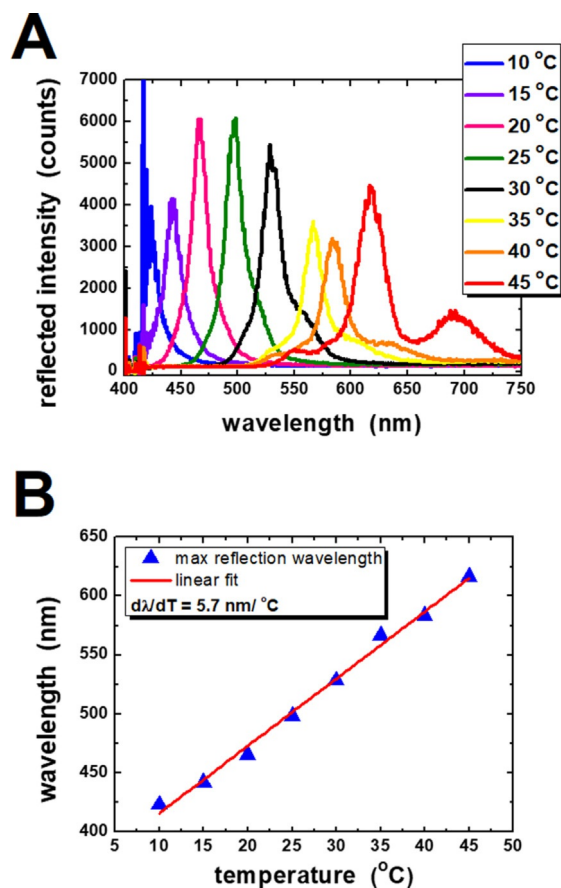 A
7000
6000
5000
4000
3000
2000
1000
0
reflected intensity (counts)
400 450 500 550 600 650 700 750
wavelength (nm)
10 °C
15 °C
20 °C
25 °C
30 °C
35 °C
40 °C
45 °C
B
650
600
550
500
450
400
wavelength (nm)
max reflection wavelength
linear fit
dλ/dT = 5.7 nm/ °C
5 10 15 20 25 30 35 40 45 50
temperature (°C)